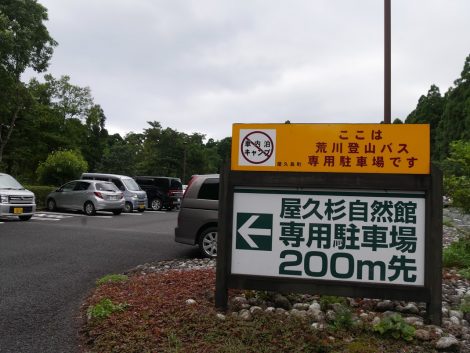 ここは
荒川登山バス
専用駐車場です
車内泊
キャンプ
屋久島町
屋久杉自然館
専用駐車場
200m先